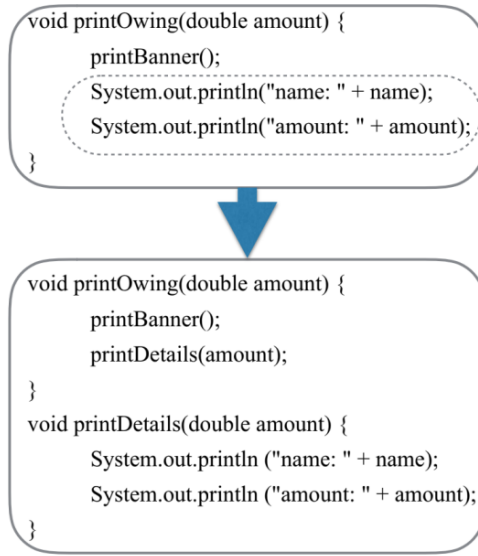 void printOwing(double amount) {
printBanner();
System.out.println("name: " + name);
System.out.println("amount: " + amount);
}
void printOwing(double amount) {
printBanner();
printDetails(amount);
}
void printDetails(double amount) {
System.out.println ("name: " + name);
System.out.println ("amount: " + amount);
}